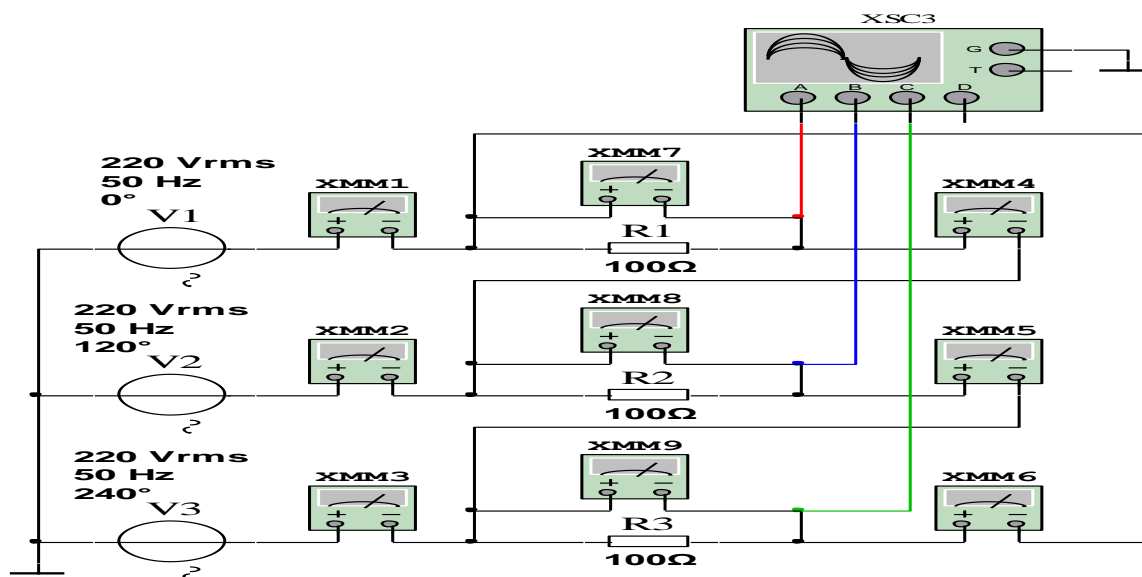 XSC3
G
T
A B C D
220 Vrms
50 Hz
0°
V1
XMM1
+ −
XMM7
+ −
R1
100Ω
XMM4
+ −
220 Vrms
50 Hz
120°
V2
XMM2
+ −
XMM8
+ −
R2
100Ω
XMM5
+ −
220 Vrms
50 Hz
240°
V3
XMM3
+ −
XMM9
+ −
R3
100Ω
XMM6
+ −